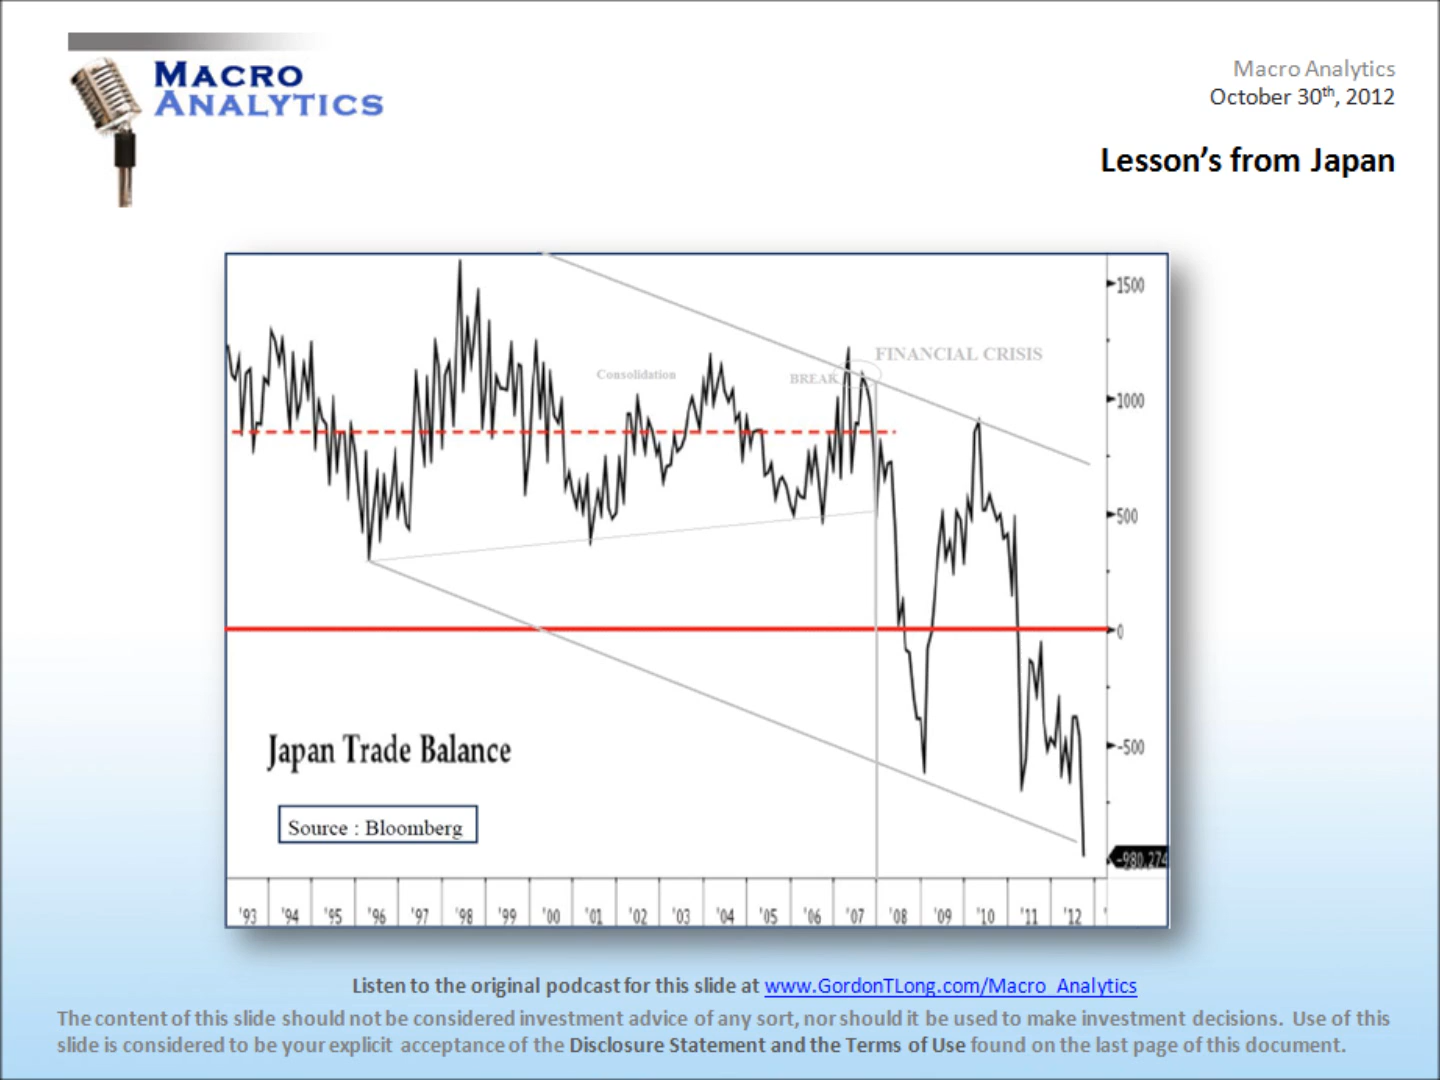 MACRO
ANALYTICS
Macro Analytics
October 30th, 2012
Lesson's from Japan
1500
FINANCIAL CRISIS
Consolidation
BREAK
1000
500
0
Japan Trade Balance
-500
Source : Bloomberg
-980.274
'93 '94 '95 '96 '97 '98 '99 '00 '01 '02 '03 '04 '05 '06 '07 '08 '09 '10 '11 '12 '
Listen to the original podcast for this slide at www.GordonTLong.com/Macro_Analytics
The content of this slide should not be considered investment advice of any sort, nor should it be used to make investment decisions. Use of this
slide is considered to be your explicit acceptance of the Disclosure Statement and the Terms of Use found on the last page of this document.